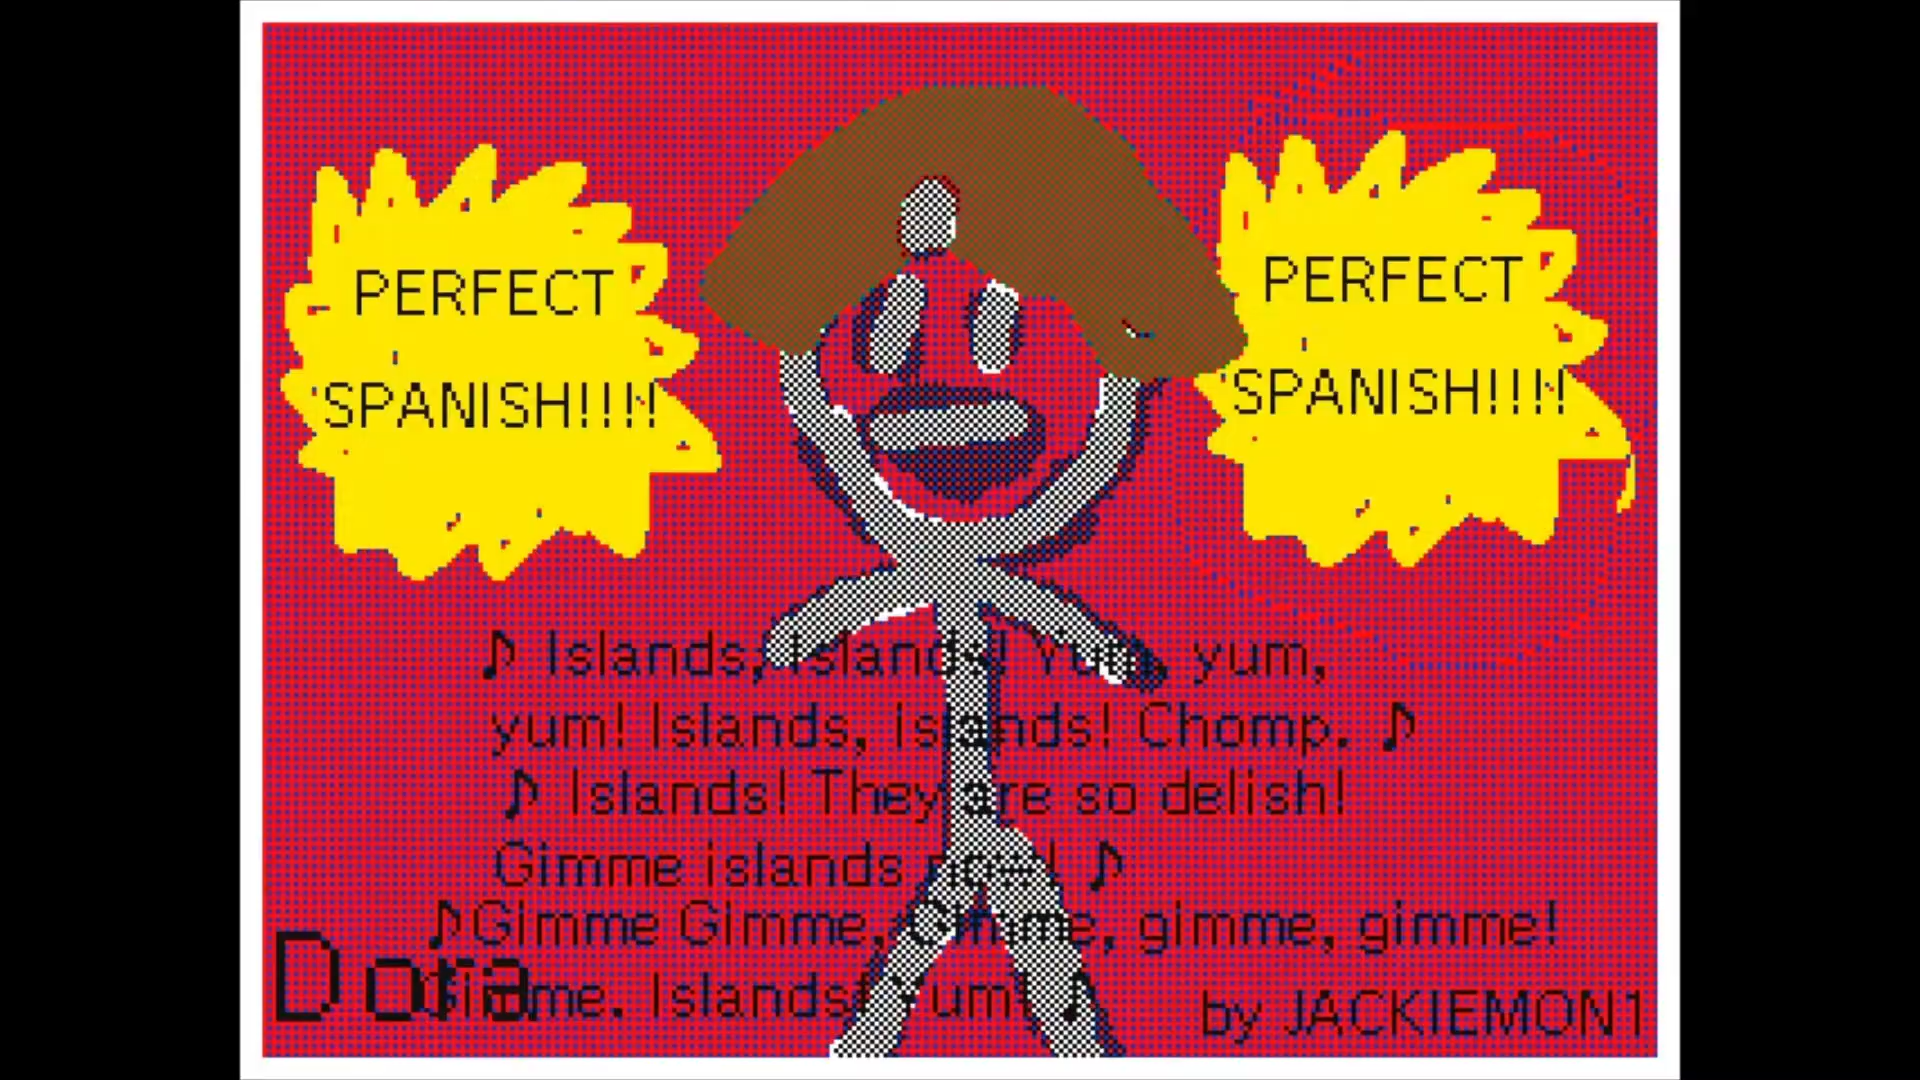 PERFECT
SPANISH!!!!
PERFECT
SPANISH!!!!
♪ Islands, Islands! Yum, yum,
yum! Islands, islands! Chomp. ♪
♪ Islands! They are so delish!
Gimme islands now! ♪
♪Gimme Gimme, Gimme, gimme, gimme!
Gimme. Islands! Yum! ♪
Dora
by JACKIEMON1